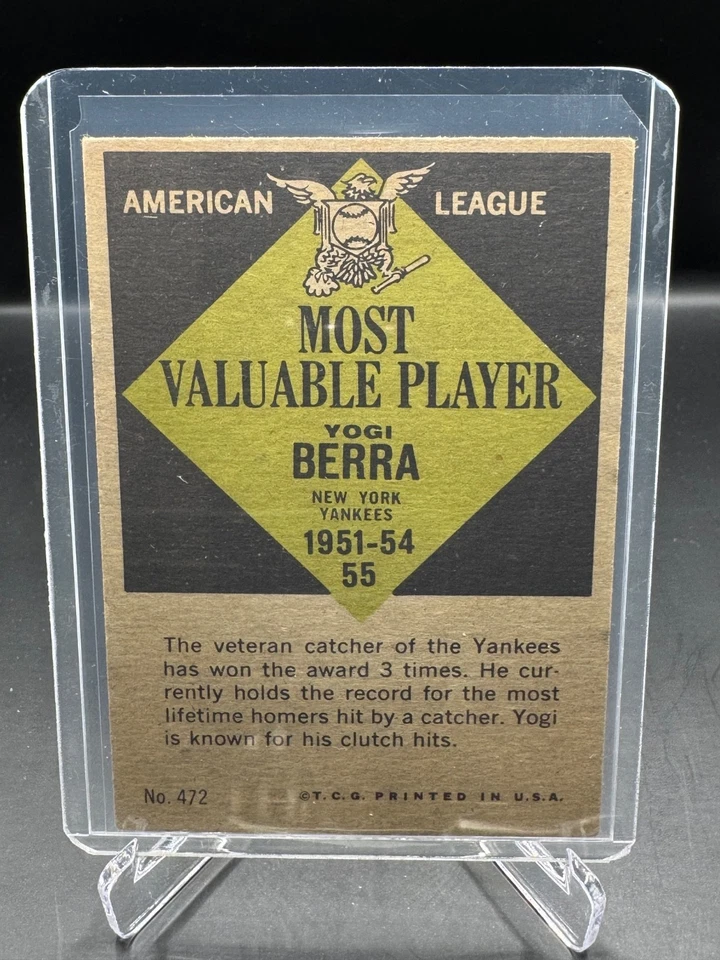 AMERICAN LEAGUE
MOST
VALUABLE PLAYER
YOGI
BERRA
NEW YORK
YANKEES
1951-54
55
The veteran catcher of the Yankees
has won the award 3 times. He cur-
rently holds the record for the most
lifetime homers hit by a catcher. Yogi
is known for his clutch hits.
No. 472 ©T.C.G. PRINTED IN U.S.A.